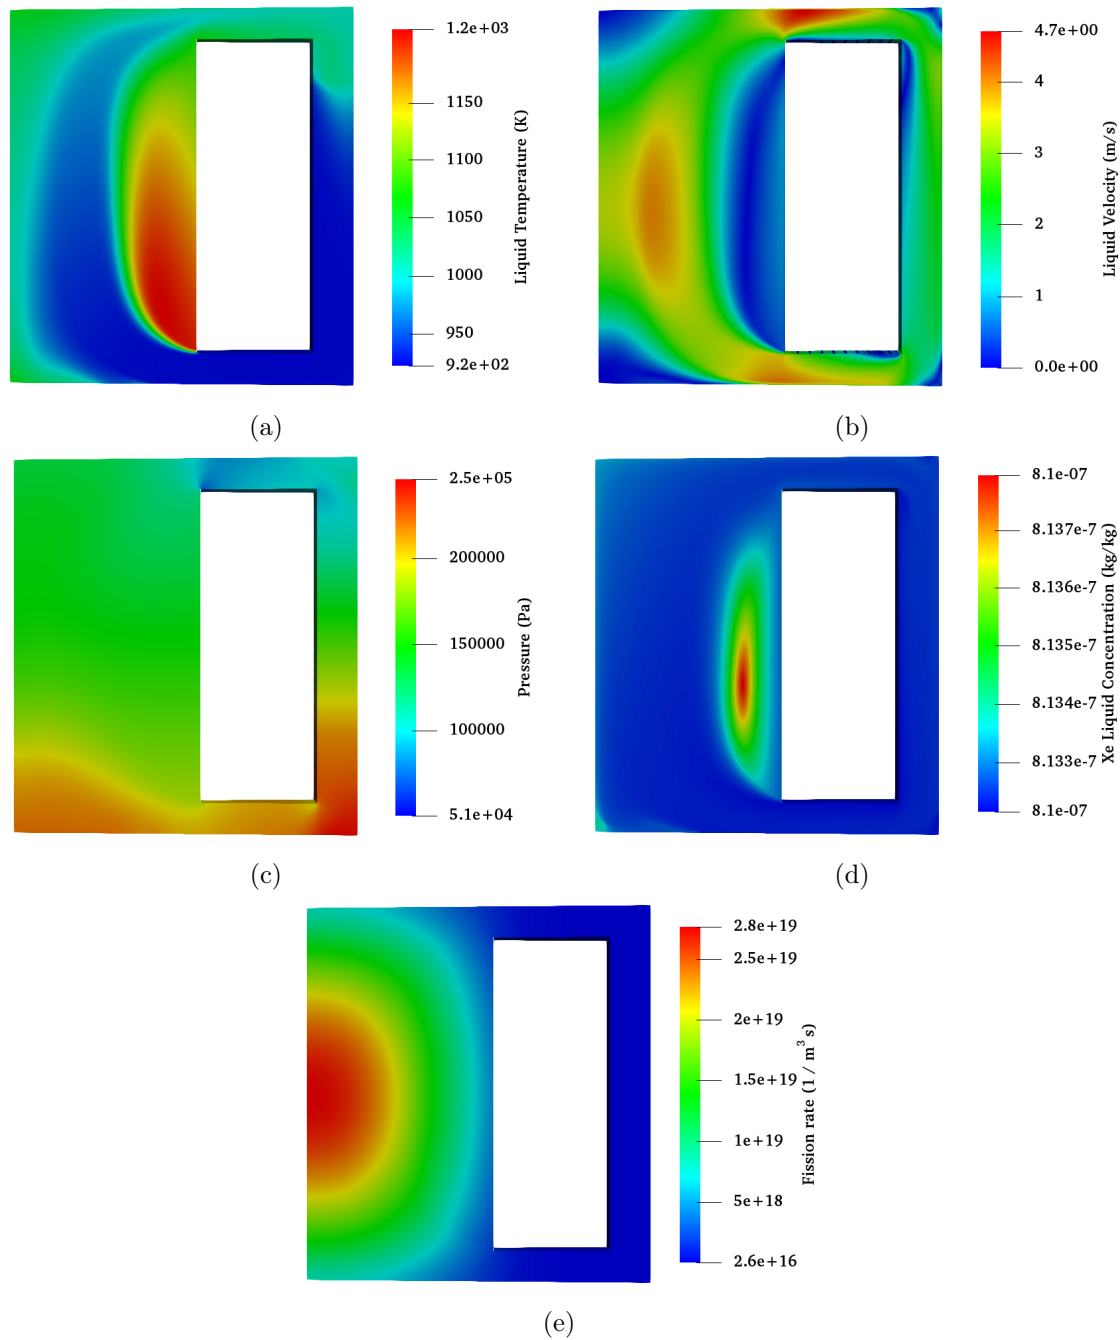 1.2e+03
1150
1100
1050
1000
950
9.2e+02
Liquid Temperature (K)
(a)
4.7e+00
4
3
2
1
0.0e+00
Liquid Velocity (m/s)
(b)
2.5e+05
200000
150000
100000
5.1e+04
Pressure (Pa)
(c)
8.1e-07
8.137e-7
8.136e-7
8.135e-7
8.134e-7
8.133e-7
8.1e-07
Xe Liquid Concentration (kg/kg)
(d)
2.8e+19
2.5e+19
2e+19
1.5e+19
1e+19
5e+18
2.6e+16
Fission rate (1 / m³ s)
(e)